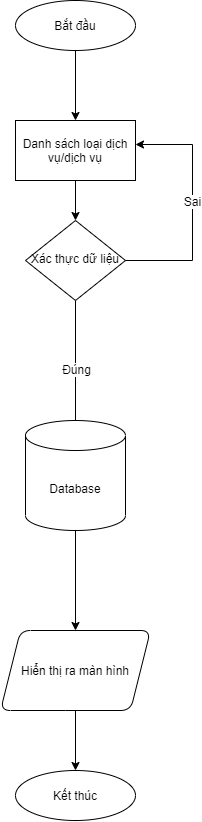 Bắt đầu
Danh sách loại dịch
vụ/dịch vụ
Sai
Xác thực dữ liệu
Đúng
Database
Hiển thị ra màn hình
Kết thúc